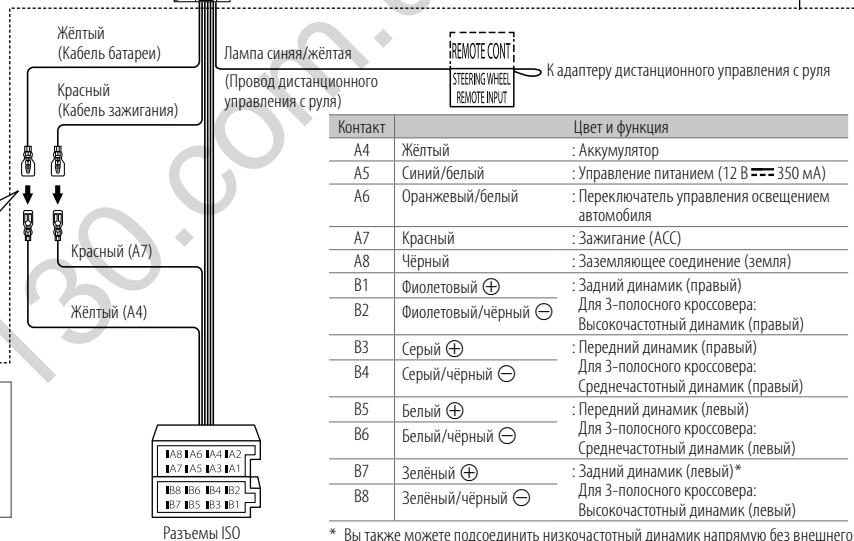 Жёлтый
(Кабель батареи)
Красный
(Кабель зажигания)
Лампа синяя/жёлтая
(Провод дистанционного
управления с руля)
REMOTE CONT
STEERING WHEEL
REMOTE INPUT
К адаптеру дистанционного управления с руля
Красный (A7)
Жёлтый (A4)
A8 A6 A4 A2
A7 A5 A3 A1
B8 B6 B4 B2
B7 B5 B3 B1
Разъемы ISO
Контакт Цвет и функция
A4 Жёлтый : Аккумулятор
A5 Синий/белый : Управление питанием (12 В ⎓ 350 мА)
A6 Оранжевый/белый : Переключатель управления освещением
автомобиля
A7 Красный : Зажигание (ACC)
A8 Чёрный : Заземляющее соединение (земля)
B1 Фиолетовый ⊕ : Задний динамик (правый)
B2 Фиолетовый/чёрный ⊖ Для 3-полосного кроссовера:
Высокочастотный динамик (правый)
B3 Серый ⊕ : Передний динамик (правый)
B4 Серый/чёрный ⊖ Для 3-полосного кроссовера:
Среднечастотный динамик (правый)
B5 Белый ⊕ : Передний динамик (левый)
B6 Белый/чёрный ⊖ Для 3-полосного кроссовера:
Среднечастотный динамик (левый)
B7 Зелёный ⊕ : Задний динамик (левый)*
B8 Зелёный/чёрный ⊖ Для 3-полосного кроссовера:
Высокочастотный динамик (левый)
* Вы также можете подсоединить низкочастотный динамик напрямую без внешнего
130.com.